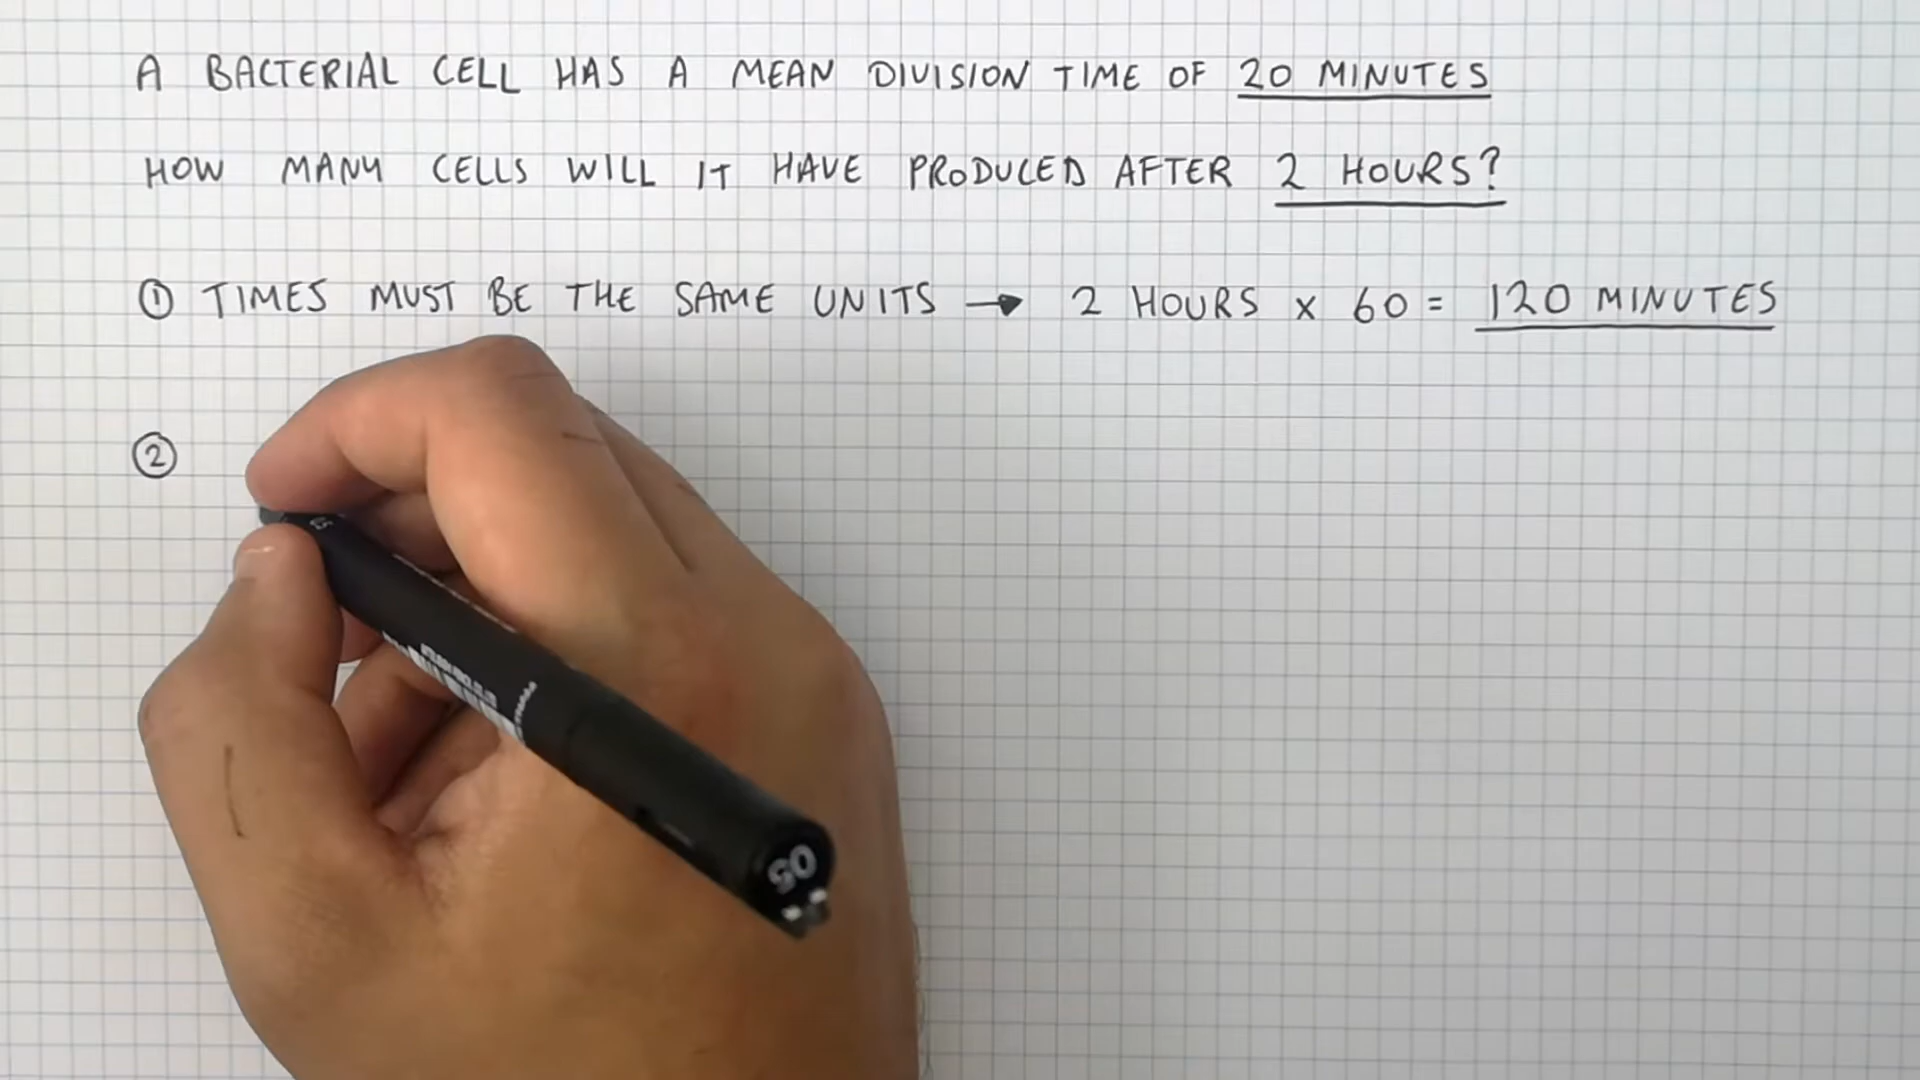 A BACTERIAL CELL HAS A MEAN DIVISION TIME OF 20 MINUTES
HOW MANY CELLS WILL IT HAVE PRODUCED AFTER 2 HOURS?
① TIMES MUST BE THE SAME UNITS → 2 HOURS x 60 = 120 MINUTES
②
05